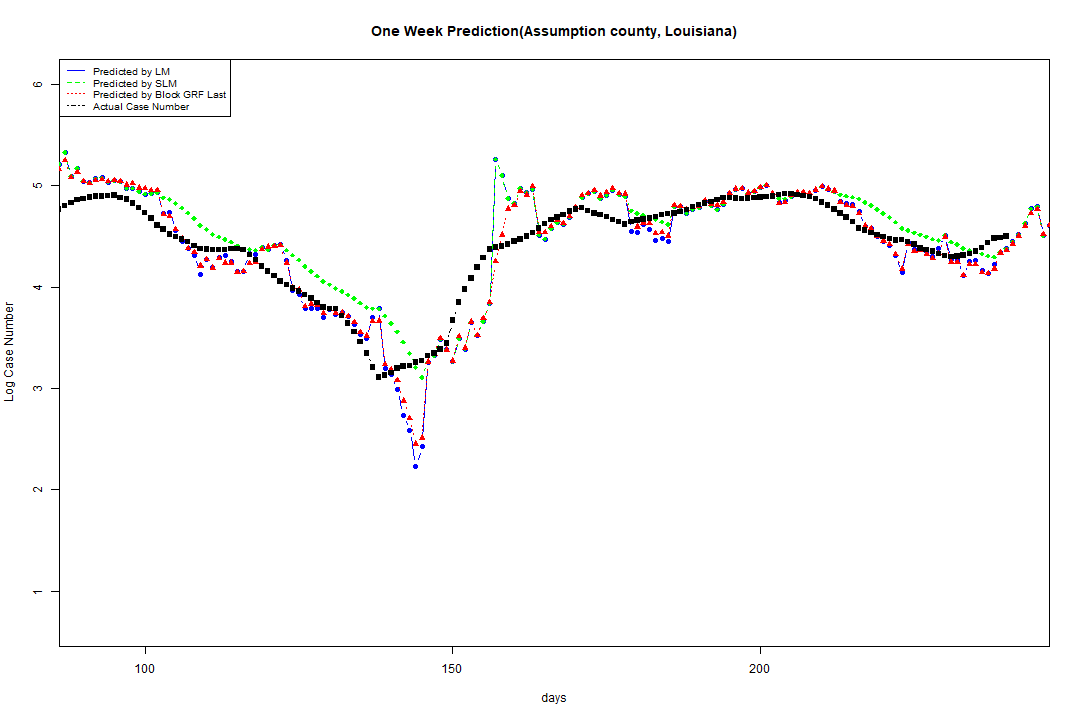 One Week Prediction(Assumption county, Louisiana)
Predicted by LM
Predicted by SLM
Predicted by Block GRF Last
Actual Case Number
6
5
4
3
2
1
Log Case Number
100 150 200
days